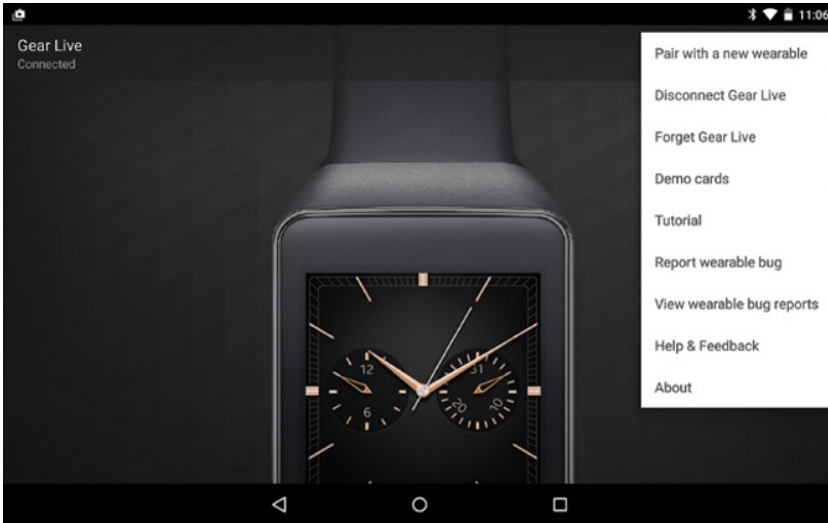 11:06
Gear Live
Connected
Pair with a new wearable
Disconnect Gear Live
Forget Gear Live
Demo cards
Tutorial
Report wearable bug
View wearable bug reports
Help & Feedback
About
12
6
31
20
10